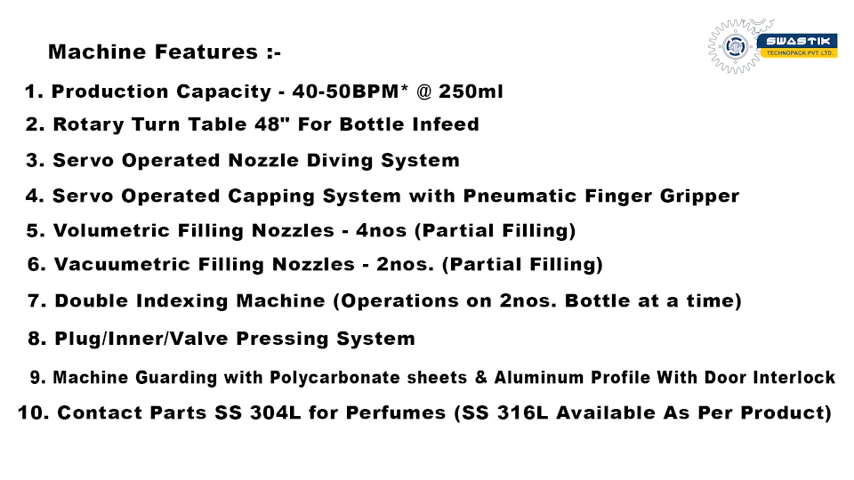 SWASTIK
TECHNOPACK PVT. LTD.
Machine Features :-
1. Production Capacity - 40-50BPM* @ 250ml
2. Rotary Turn Table 48" For Bottle Infeed
3. Servo Operated Nozzle Diving System
4. Servo Operated Capping System with Pneumatic Finger Gripper
5. Volumetric Filling Nozzles - 4nos (Partial Filling)
6. Vacuumetric Filling Nozzles - 2nos. (Partial Filling)
7. Double Indexing Machine (Operations on 2nos. Bottle at a time)
8. Plug/Inner/Valve Pressing System
9. Machine Guarding with Polycarbonate sheets & Aluminum Profile With Door Interlock
10. Contact Parts SS 304L for Perfumes (SS 316L Available As Per Product)